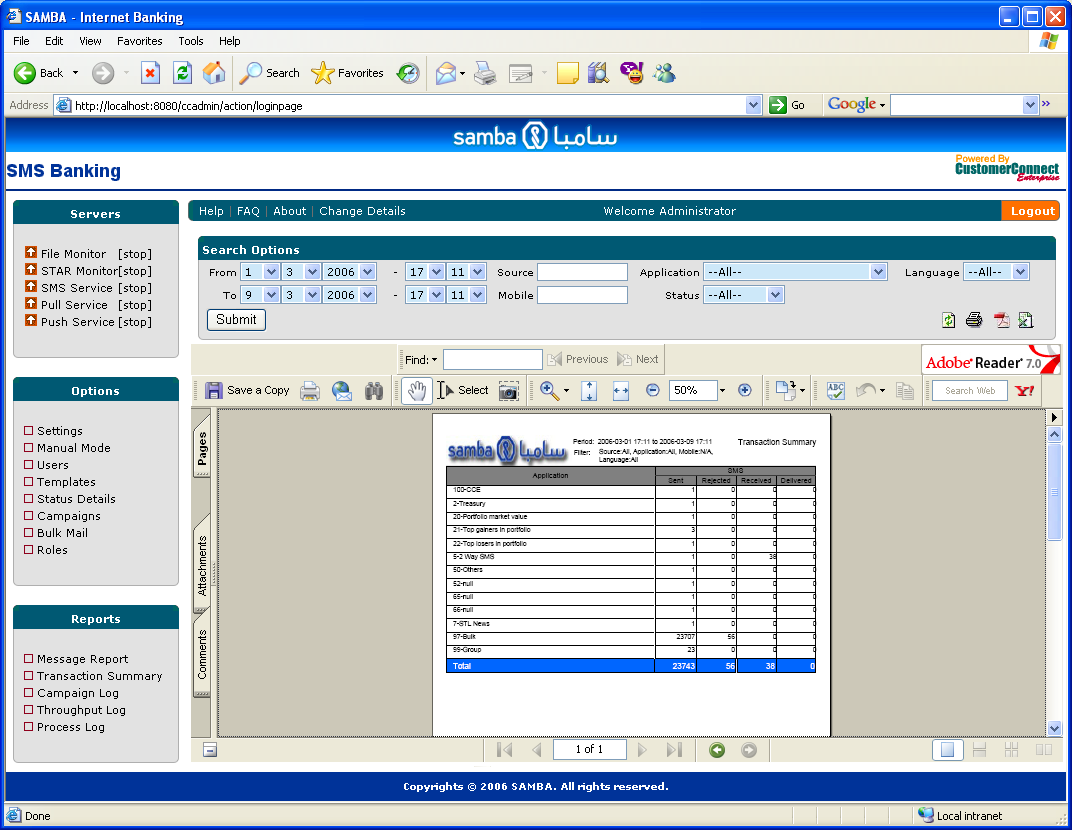 SAMBA - Internet Banking
File Edit View Favorites Tools Help
Back Search Favorites
Address http://localhost:8080/ccadmin/action/loginpage Go Google
samba سامبا
SMS Banking
Powered By
CustomerConnect
Enterprise
Servers
File Monitor [stop]
STAR Monitor[stop]
SMS Service [stop]
Pull Service [stop]
Push Service [stop]
Options
Settings
Manual Mode
Users
Templates
Status Details
Campaigns
Bulk Mail
Roles
Reports
Message Report
Transaction Summary
Campaign Log
Throughput Log
Process Log
Help | FAQ | About | Change Details Welcome Administrator Logout
Search Options
From 1 3 2006 - 17 11 Source Application --All-- Language --All--
To 9 3 2006 - 17 11 Mobile Status --All--
Submit
Find: Previous Next Adobe Reader 7.0
Save a Copy Select 50% ABC Search Web Y!
Pages
Attachments
Comments
samba سامبا
Period: 2006-03-01 17:11 to 2006-03-09 17:11 Transaction Summary
Filter: Source:All, Application:All, Mobile:N/A,
Language:All
Application SMS
Sent Rejected Received Delivered
100-CCE 1 0 0 0
2-Treasury 1 0 0 0
20-Portfolio market value 1 0 0 0
21-Top gainers in portfolio 3 0 0 0
22-Top losers in portfolio 1 0 0 0
5-2 Way SMS 1 0 38 0
50-Others 1 0 0 0
52-null 1 0 0 0
65-null 1 0 0 0
66-null 1 0 0 0
7-STL News 1 0 0 0
97-Bulk 23707 56 0 0
99-Group 23 0 0 0
Total 23743 56 38 0
1 of 1
Copyrights © 2006 SAMBA. All rights reserved.
Done Local intranet